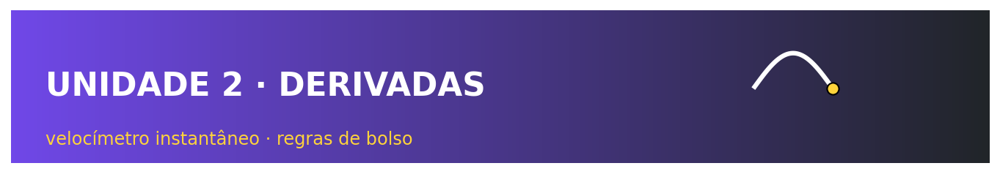 UNIDADE 2 · DERIVADAS
velocímetro instantâneo · regras de bolso